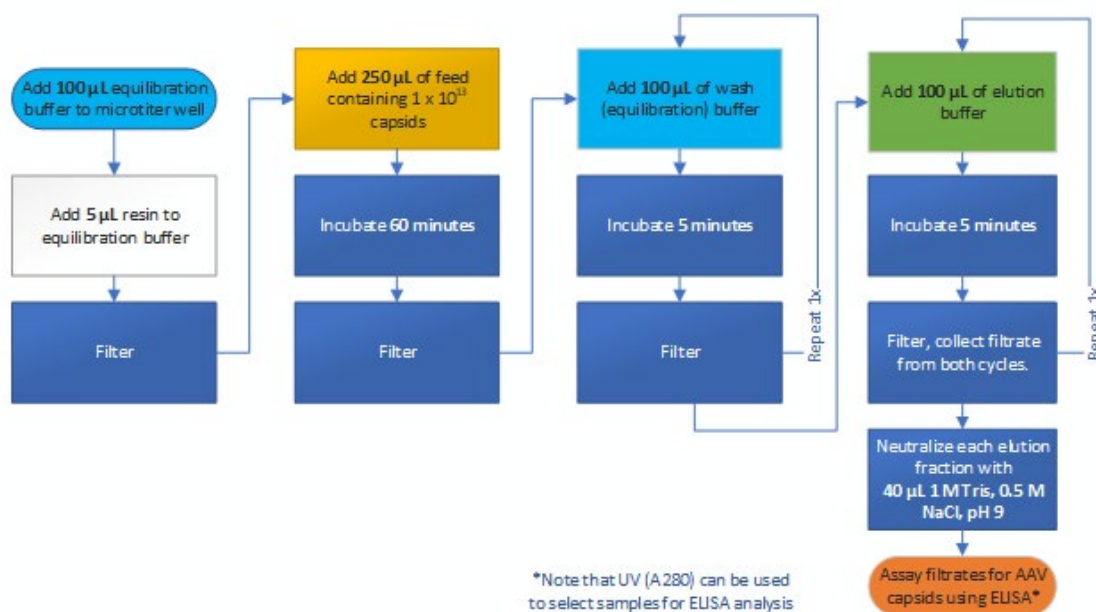 Add 100 µL equilibration
buffer to microtiter well
Add 5 µL resin to
equilibration buffer
Filter
Add 250 µL of feed
containing 1 x 10¹³
capsids
Incubate 60 minutes
Filter
Add 100 µL of wash
(equilibration) buffer
Incubate 5 minutes
Filter
Repeat 1x
Add 100 µL of elution
buffer
Incubate 5 minutes
Filter, collect filtrate
from both cycles.
Repeat 1x
Neutralize each elution
fraction with
40 µL 1 M Tris, 0.5 M
NaCl, pH 9
Assay filtrates for AAV
capsids using ELISA*
*Note that UV (A280) can be used
to select samples for ELISA analysis